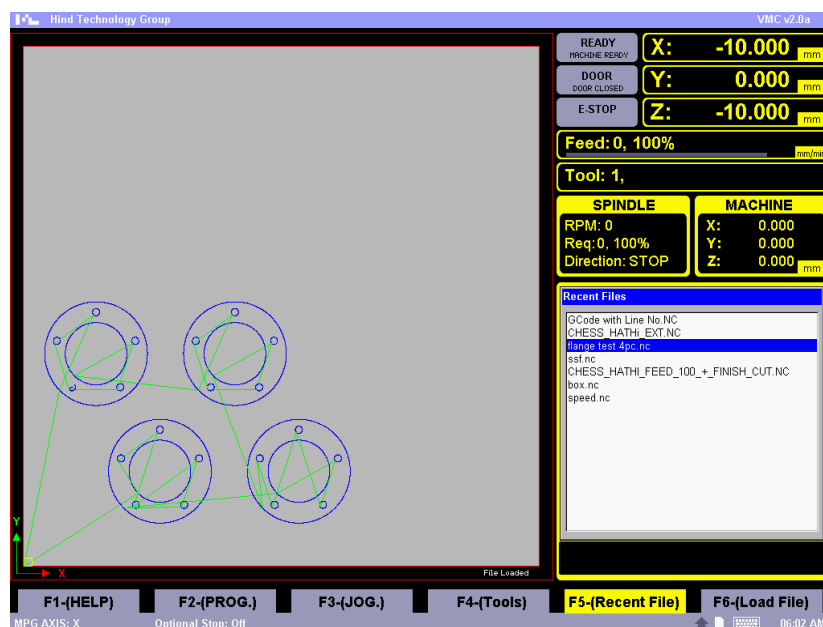 Hind Technology Group
VMC v2.0a
READY
MACHINE READY
X: -10.000 mm
DOOR
DOOR CLOSED
Y: 0.000 mm
E-STOP
Z: -10.000 mm
Feed: 0, 100%
mm/min
Tool: 1,
SPINDLE
RPM: 0
Req:0, 100%
Direction: STOP
MACHINE
X: 0.000
Y: 0.000
Z: 0.000 mm
Recent Files
GCode with Line No.NC
CHESS_HATHi_EXT.NC
flange test 4pc.nc
ssf.nc
CHESS_HATHI_FEED_100_+_FINISH_CUT.NC
box.nc
speed.nc
Y
X
File Loaded
F1-(HELP)
F2-(PROG.)
F3-(JOG.)
F4-(Tools)
F5-(Recent File)
F6-(Load File)
MPG AXIS: X
Optional Stop: Off
06:02 AM